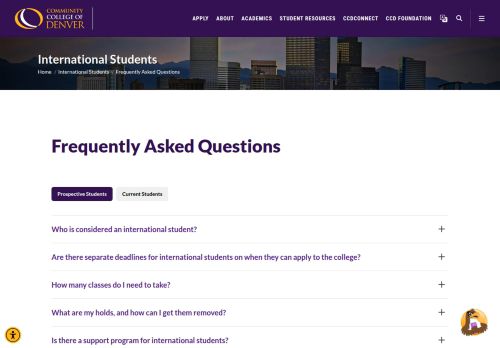 COMMUNITY
COLLEGE OF
DENVER
APPLY ABOUT ACADEMICS STUDENT RESOURCES CCDCONNECT CCD FOUNDATION
International Students
Home / International Students / Frequently Asked Questions
Frequently Asked Questions
Prospective Students Current Students
Who is considered an international student?
Are there separate deadlines for international students on when they can apply to the college?
How many classes do I need to take?
What are my holds, and how can I get them removed?
Is there a support program for international students?